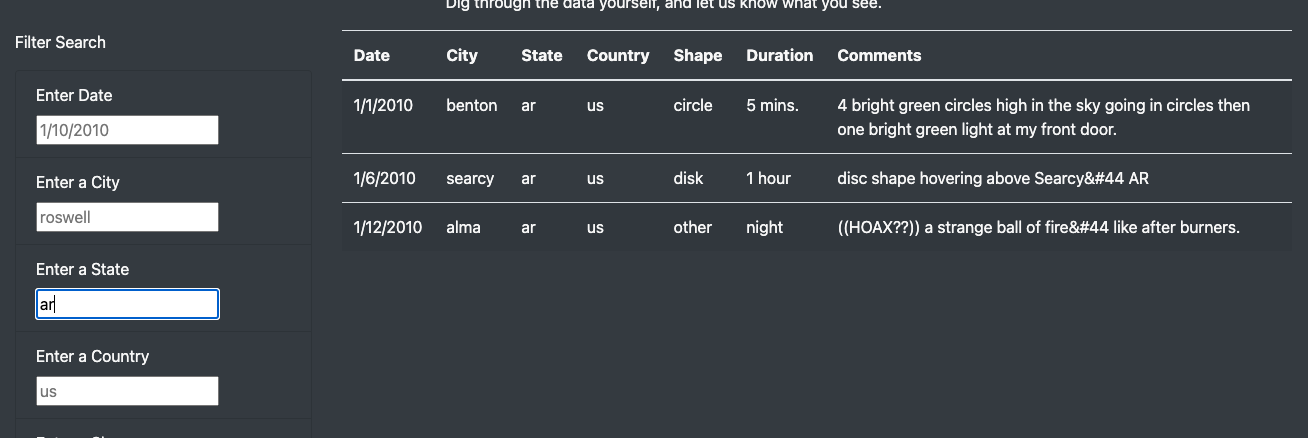 Dig through the data yourself, and let us know what you see.
Filter Search
Enter Date
1/10/2010
Enter a City
roswell
Enter a State
ar
Enter a Country
us
Date City State Country Shape Duration Comments
1/1/2010 benton ar us circle 5 mins. 4 bright green circles high in the sky going in circles then
one bright green light at my front door.
1/6/2010 searcy ar us disk 1 hour disc shape hovering above Searcy&#44 AR
1/12/2010 alma ar us other night ((HOAX??)) a strange ball of fire&#44 like after burners.